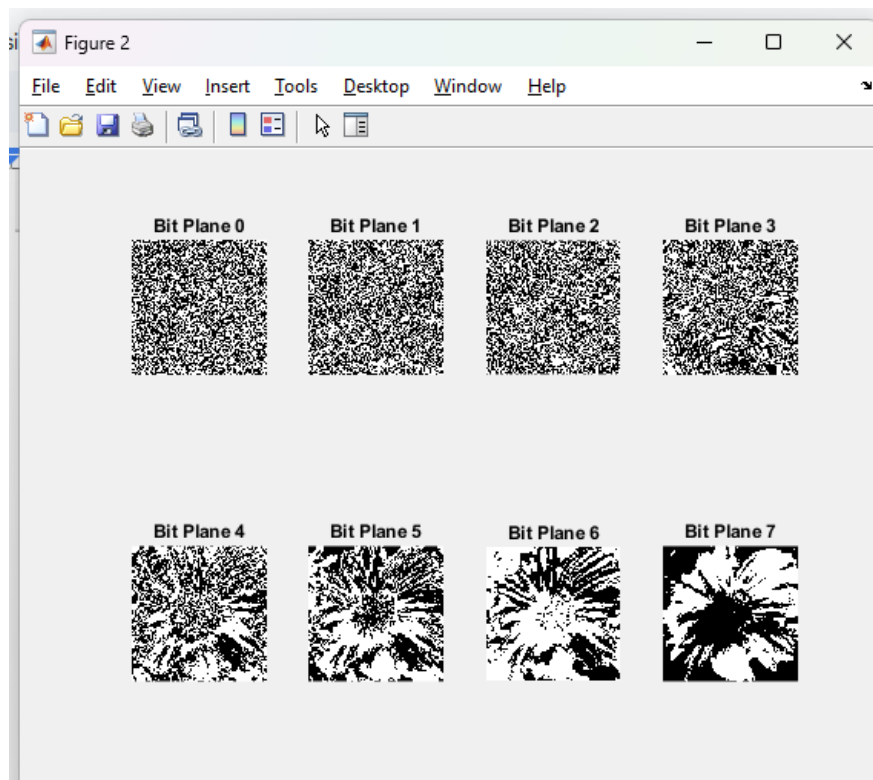 si
Figure 2
File Edit View Insert Tools Desktop Window Help
Bit Plane 0 Bit Plane 1 Bit Plane 2 Bit Plane 3
Bit Plane 4 Bit Plane 5 Bit Plane 6 Bit Plane 7